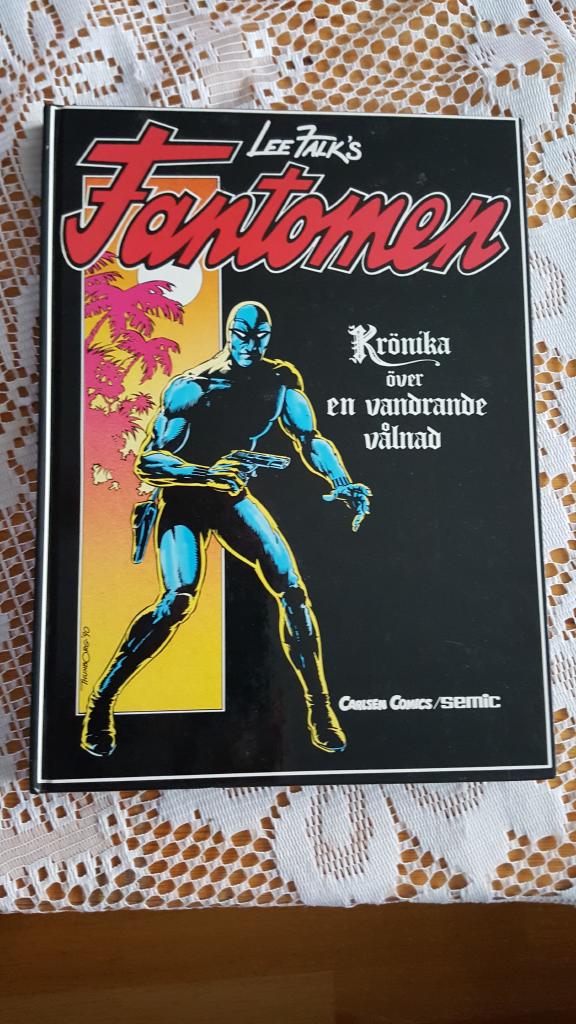 LEE FALK'S
Fantomen
Krönika
över
en vandrande
vålnad
CARLSEN COMICS/semic